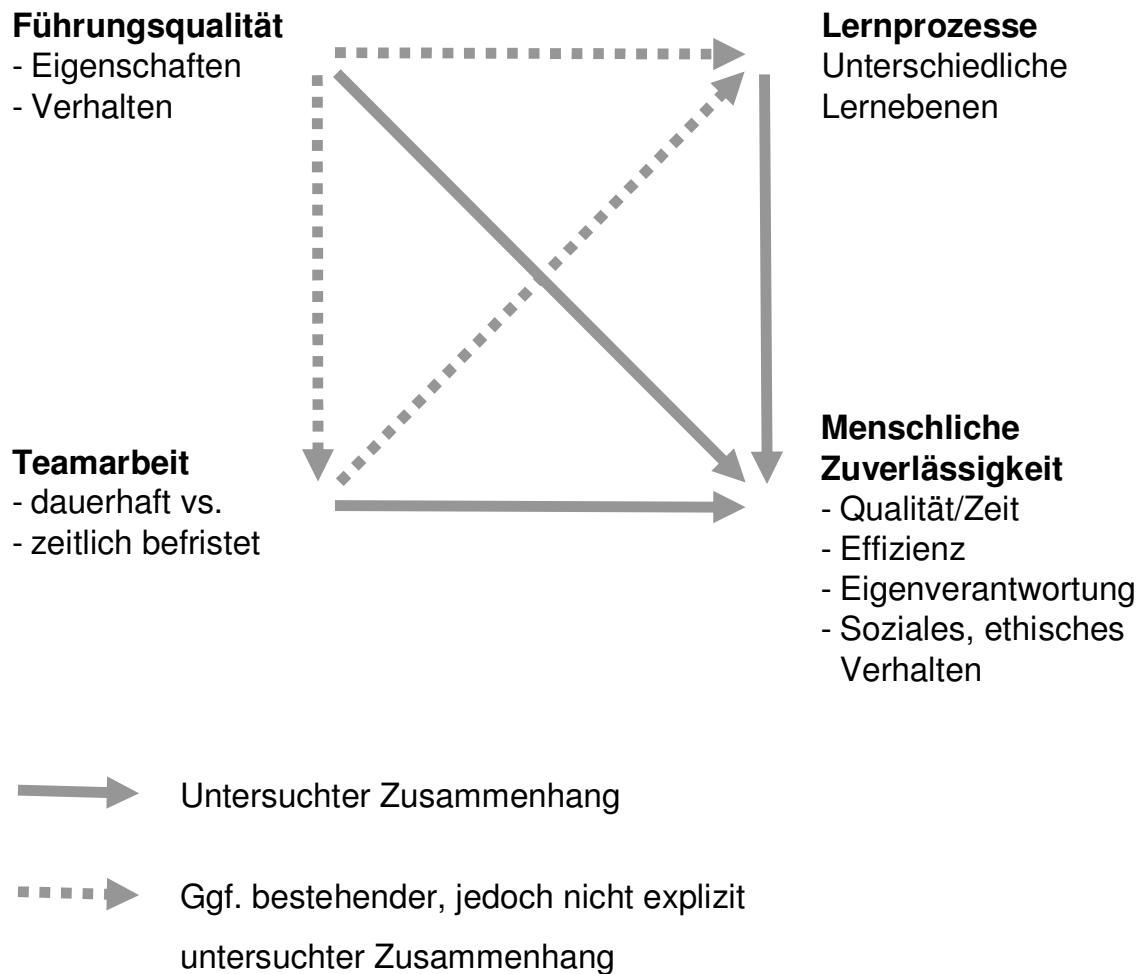 Führungsqualität
- Eigenschaften
- Verhalten
Lernprozesse
Unterschiedliche
Lernebenen
Teamarbeit
- dauerhaft vs.
- zeitlich befristet
Menschliche
Zuverlässigkeit
- Qualität/Zeit
- Effizienz
- Eigenverantwortung
- Soziales, ethisches
Verhalten
Untersuchter Zusammenhang
Ggf. bestehender, jedoch nicht explizit
untersuchter Zusammenhang